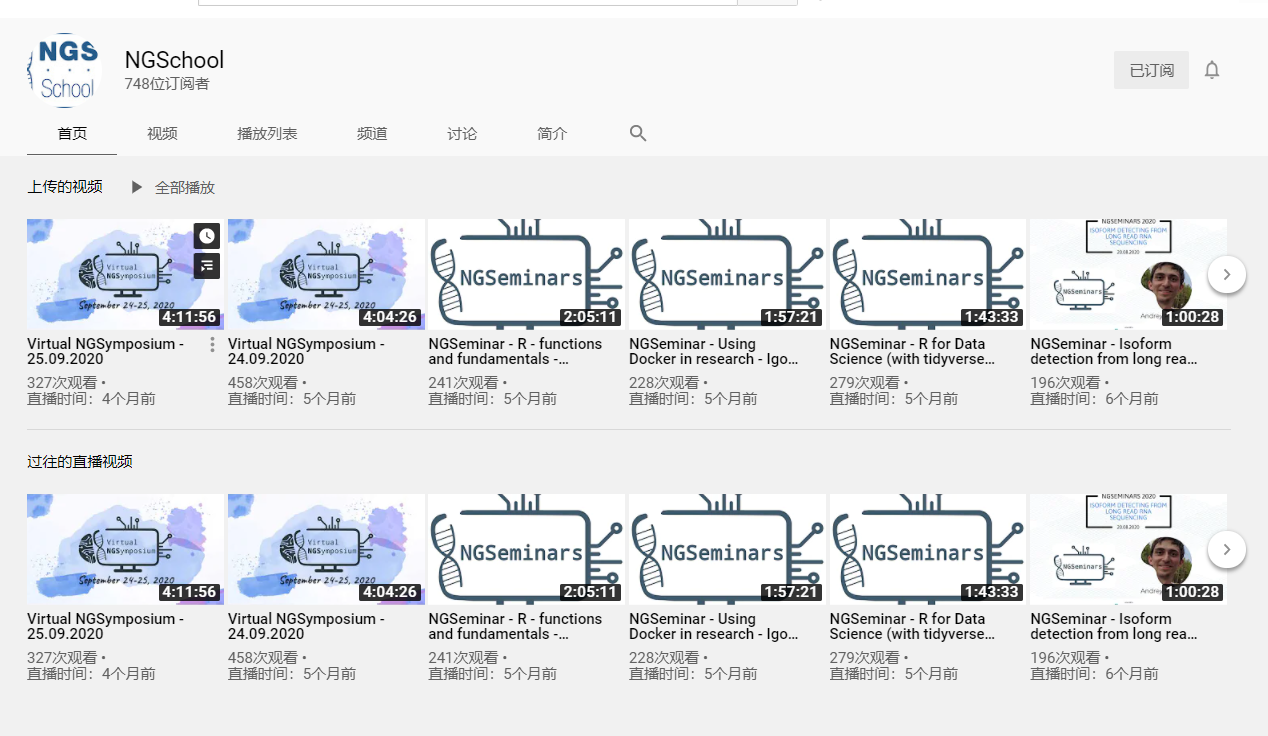 NGS
School
NGSchool
748位订阅者
已订阅
首页
视频
播放列表
频道
讨论
简介
上传的视频
全部播放
Virtual
NGSymposium
September 24-25, 2020
4:11:56
Virtual NGSymposium -
25.09.2020
327次观看 •
直播时间：4个月前
Virtual
NGSymposium
September 24-25, 2020
4:04:26
Virtual NGSymposium -
24.09.2020
458次观看 •
直播时间：5个月前
NGSeminars
2:05:11
NGSeminar - R - functions
and fundamentals -...
241次观看 •
直播时间：5个月前
NGSeminars
1:57:21
NGSeminar - Using
Docker in research - Igo...
228次观看 •
直播时间：5个月前
NGSeminars
1:43:33
NGSeminar - R for Data
Science (with tidyverse...
279次观看 •
直播时间：5个月前
NGSEMINARS 2020
ISOFORM DETECTING FROM
LONG READ RNA
SEQUENCING
20.08.2020
NGSeminars
Andrej
1:00:28
NGSeminar - Isoform
detection from long rea...
196次观看 •
直播时间：6个月前
过往的直播视频
Virtual
NGSymposium
September 24-25, 2020
4:11:56
Virtual NGSymposium -
25.09.2020
327次观看 •
直播时间：4个月前
Virtual
NGSymposium
September 24-25, 2020
4:04:26
Virtual NGSymposium -
24.09.2020
458次观看 •
直播时间：5个月前
NGSeminars
2:05:11
NGSeminar - R - functions
and fundamentals -...
241次观看 •
直播时间：5个月前
NGSeminars
1:57:21
NGSeminar - Using
Docker in research - Igo...
228次观看 •
直播时间：5个月前
NGSeminars
1:43:33
NGSeminar - R for Data
Science (with tidyverse...
279次观看 •
直播时间：5个月前
NGSEMINARS 2020
ISOFORM DETECTING FROM
LONG READ RNA
SEQUENCING
20.08.2020
NGSeminars
Andrej
1:00:28
NGSeminar - Isoform
detection from long rea...
196次观看 •
直播时间：6个月前